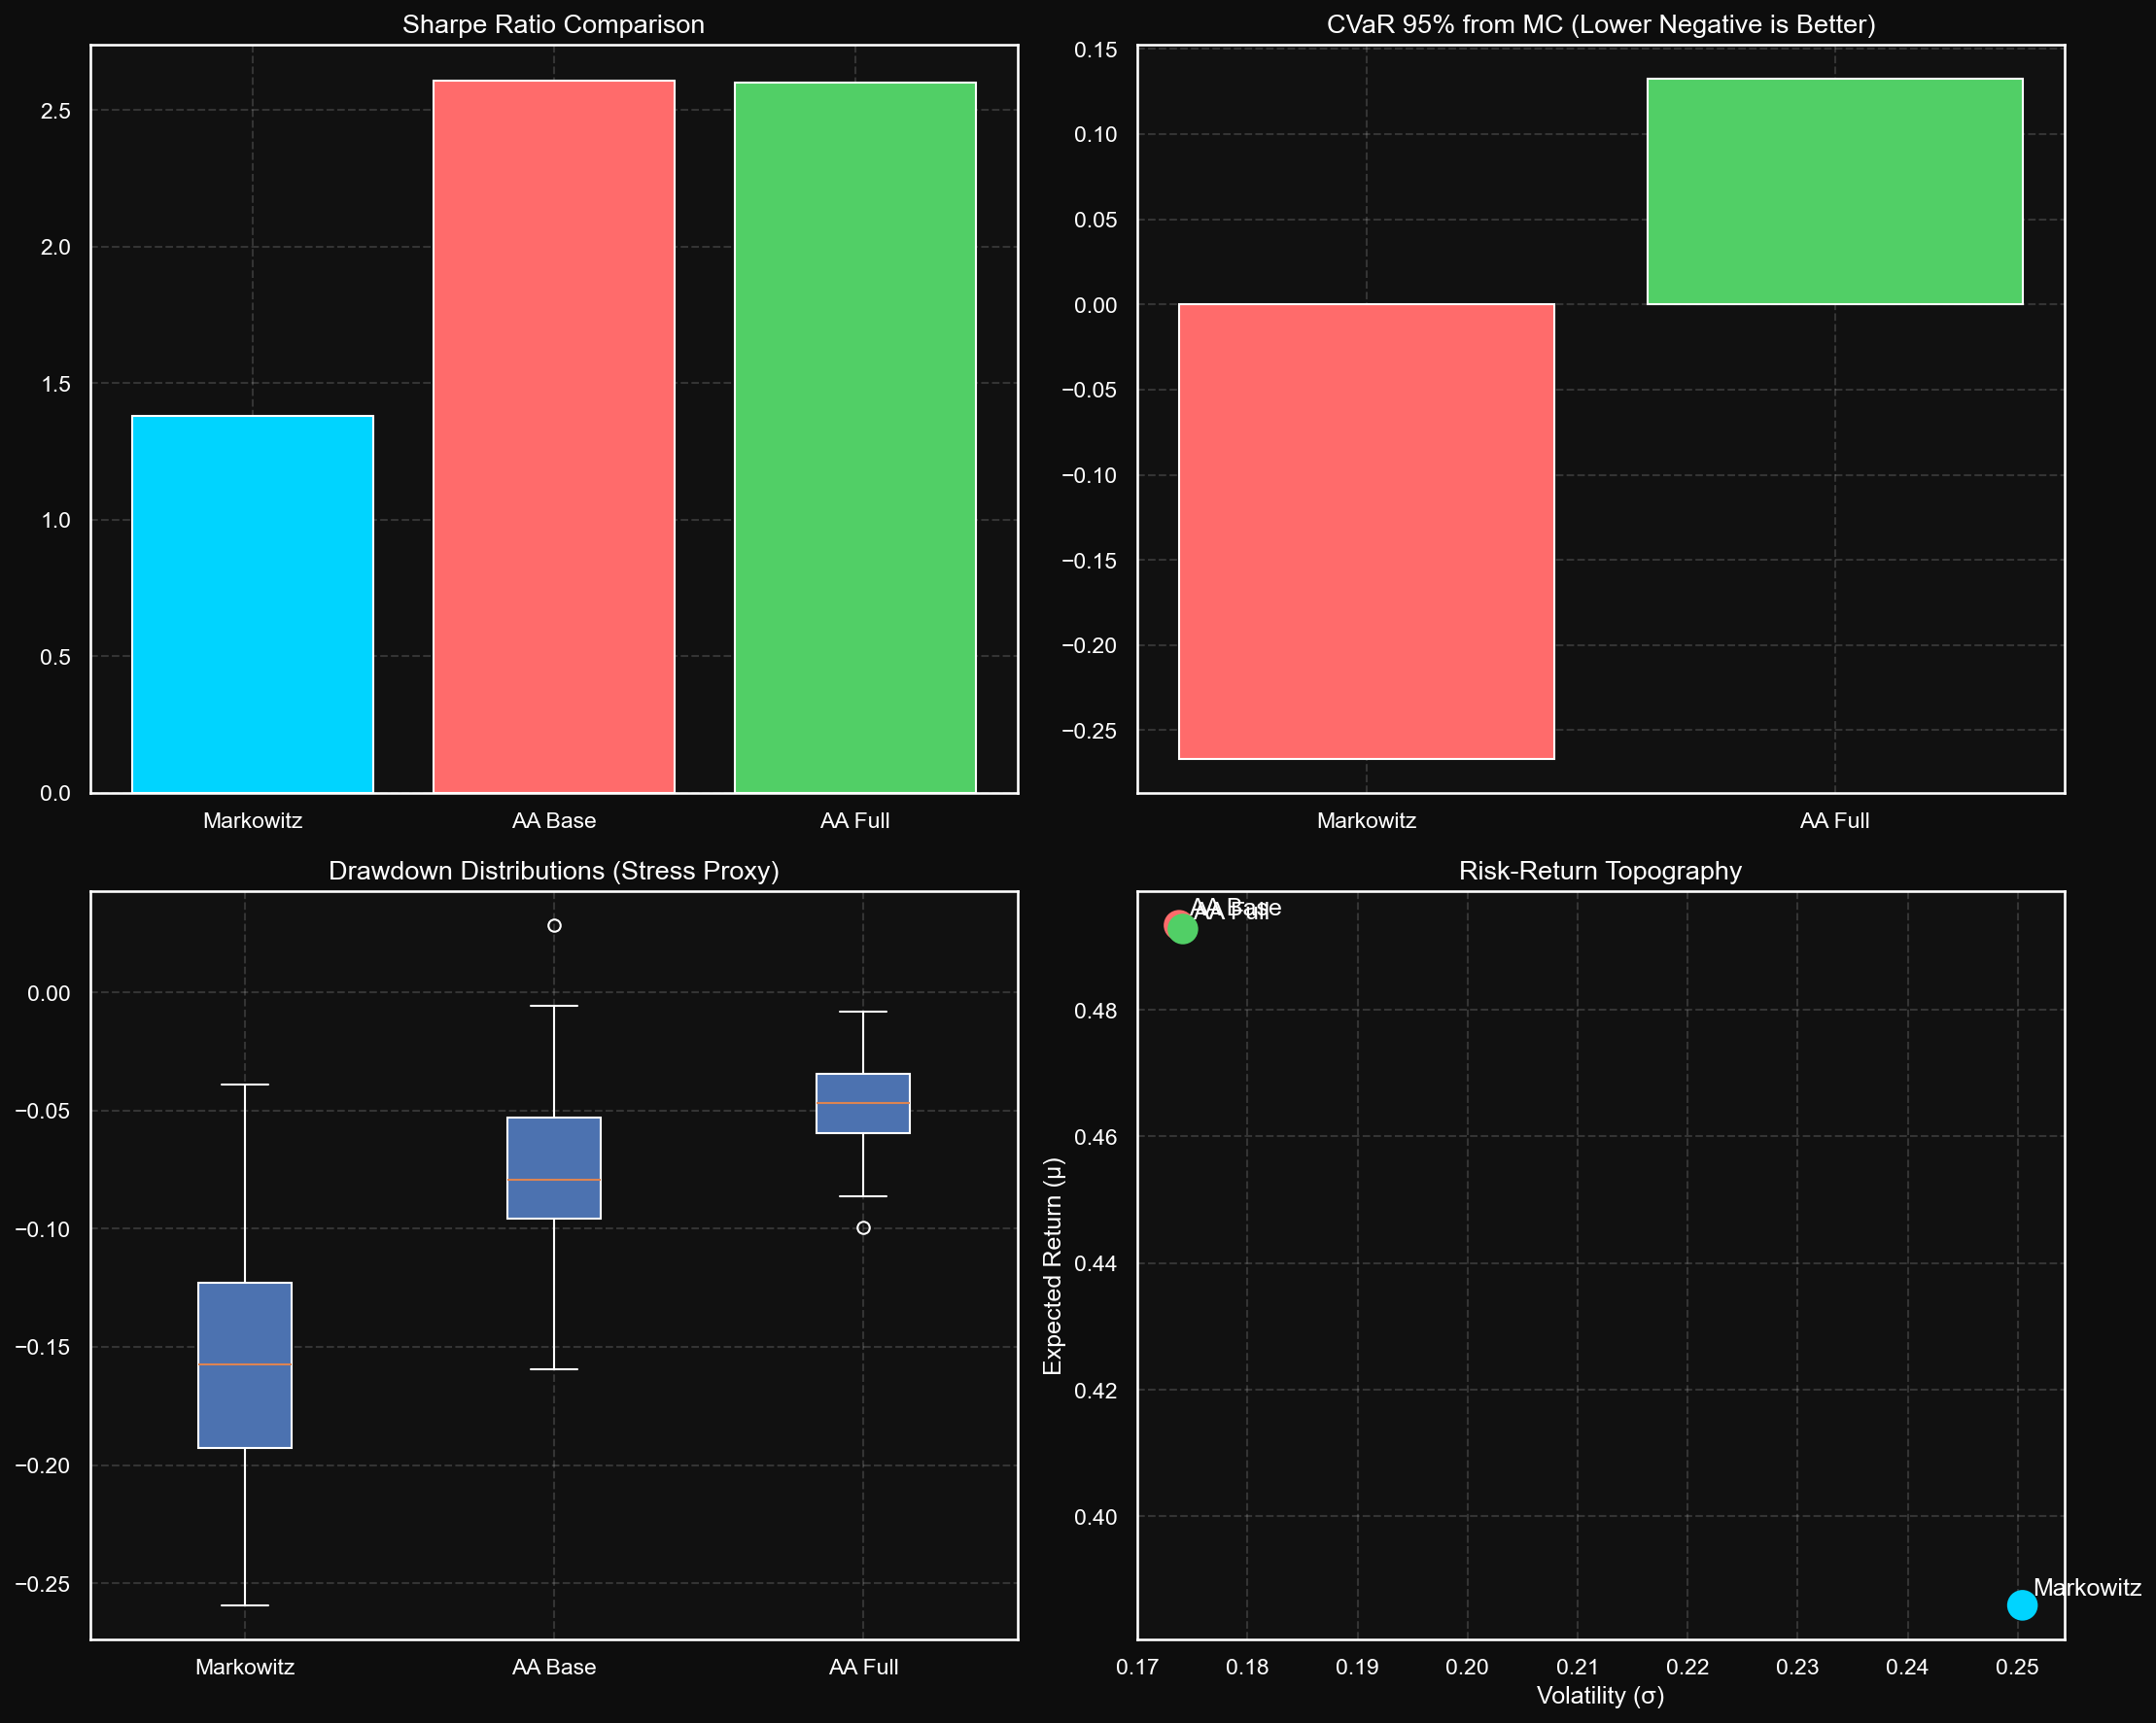 Sharpe Ratio Comparison
2.5
2.0
1.5
1.0
0.5
0.0
Markowitz
AA Base
AA Full
CVaR 95% from MC (Lower Negative is Better)
0.15
0.10
0.05
0.00
−0.05
−0.10
−0.15
−0.20
−0.25
Markowitz
AA Full
Drawdown Distributions (Stress Proxy)
0.00
−0.05
−0.10
−0.15
−0.20
−0.25
Markowitz
AA Base
AA Full
Risk-Return Topography
AA Base
AA Full
Markowitz
Expected Return (μ)
0.48
0.46
0.44
0.42
0.40
0.17
0.18
0.19
0.20
0.21
0.22
0.23
0.24
0.25
Volatility (σ)